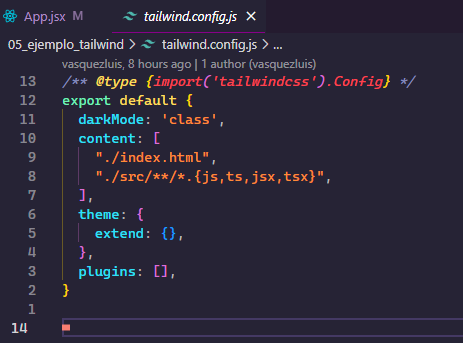 App.jsx M
tailwind.config.js ×
05_ejemplo_tailwind > tailwind.config.js > ...
vasquezluis, 8 hours ago | 1 author (vasquezluis)
13 /** @type {import('tailwindcss').Config} */
12 export default {
11   darkMode: 'class',
10   content: [
9     "./index.html",
8     "./src/**/*.{js,ts,jsx,tsx}",
7   ],
6   theme: {
5     extend: {},
4   },
3   plugins: [],
2 }
1
14